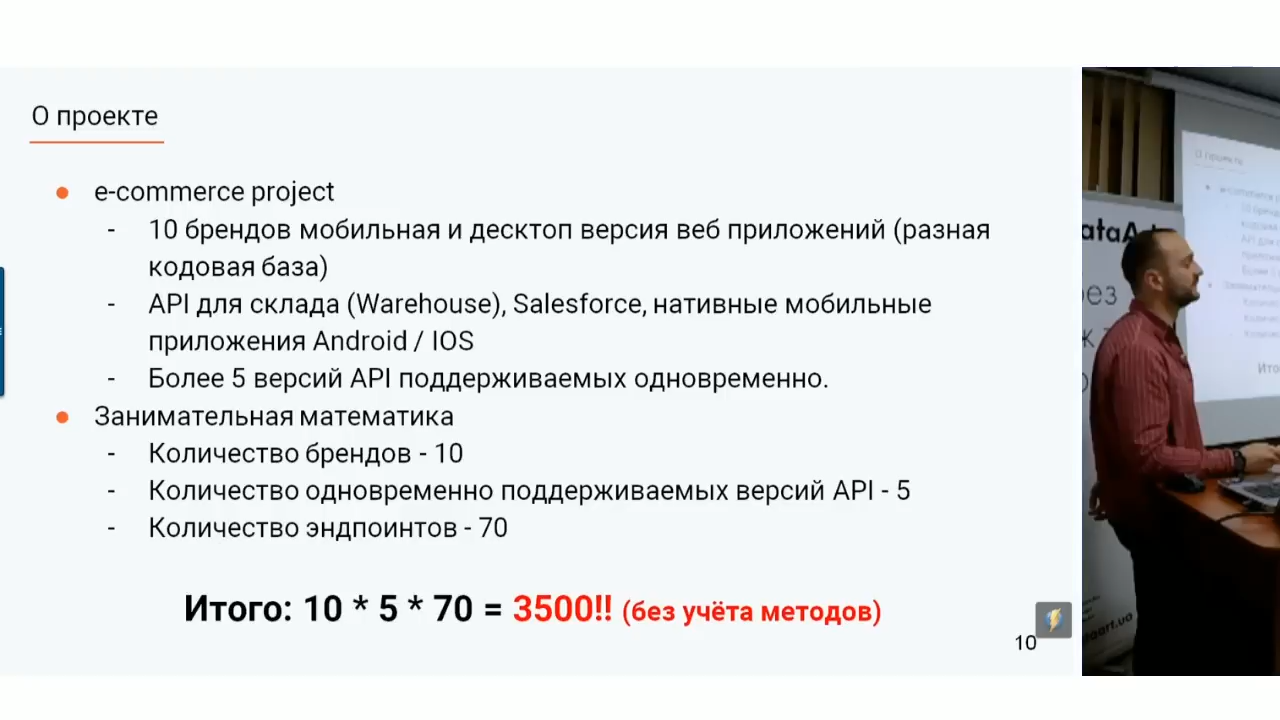 О проекте
● e-commerce project
- 10 брендов мобильная и десктоп версия веб приложений (разная
кодовая база)
- API для склада (Warehouse), Salesforce, нативные мобильные
приложения Android / IOS
- Более 5 версий API поддерживаемых одновременно.
● Занимательная математика
- Количество брендов - 10
- Количество одновременно поддерживаемых версий API - 5
- Количество эндпоинтов - 70
Итого: 10 * 5 * 70 = 3500!! (без учёта методов)
10
О проекте